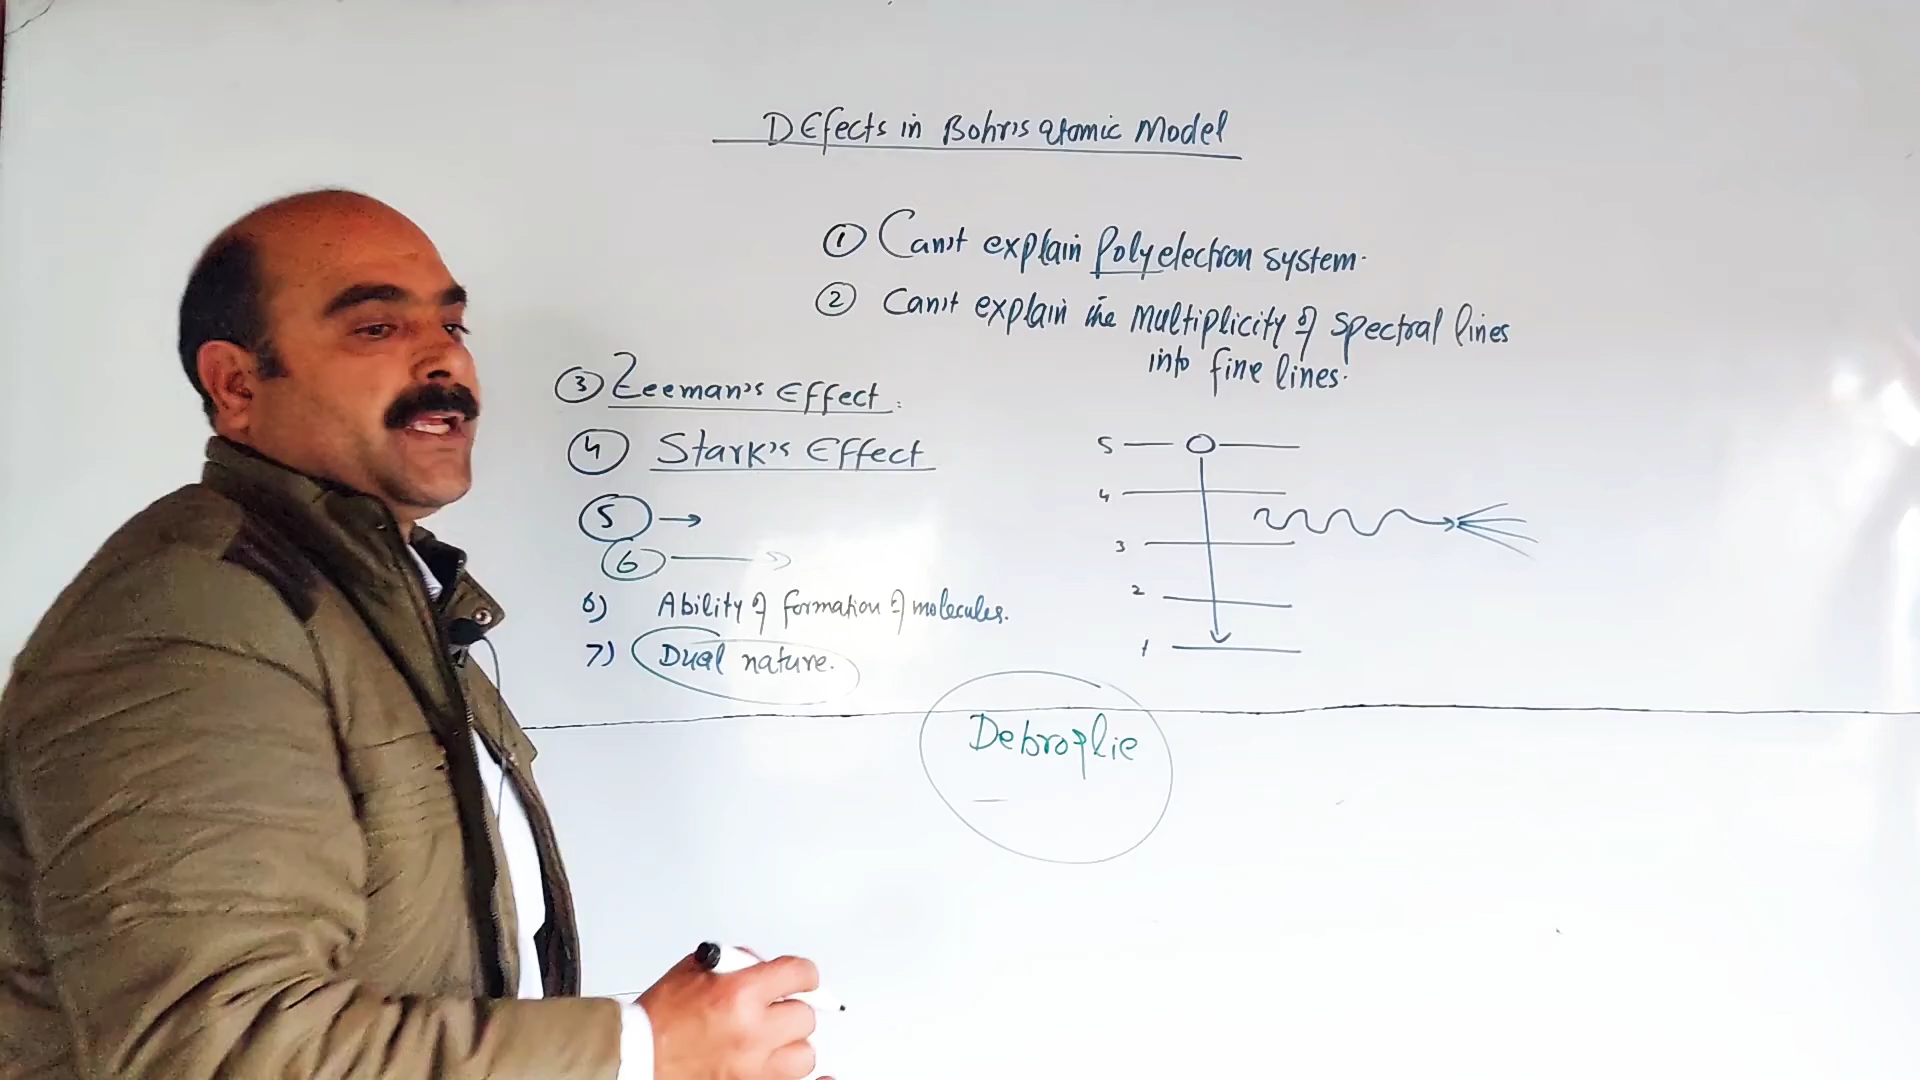 DEfects in Bohr's atomic Model
① Can't explain Polyelectron system.
② Can't explain the multiplicity of spectral lines
into fine lines.
③ Zeeman's Effect.
④ Stark's Effect
⑤ →
⑥ →
6) Ability of formation of molecules.
7) Dual nature.
5
4
3
2
1
Debroglie